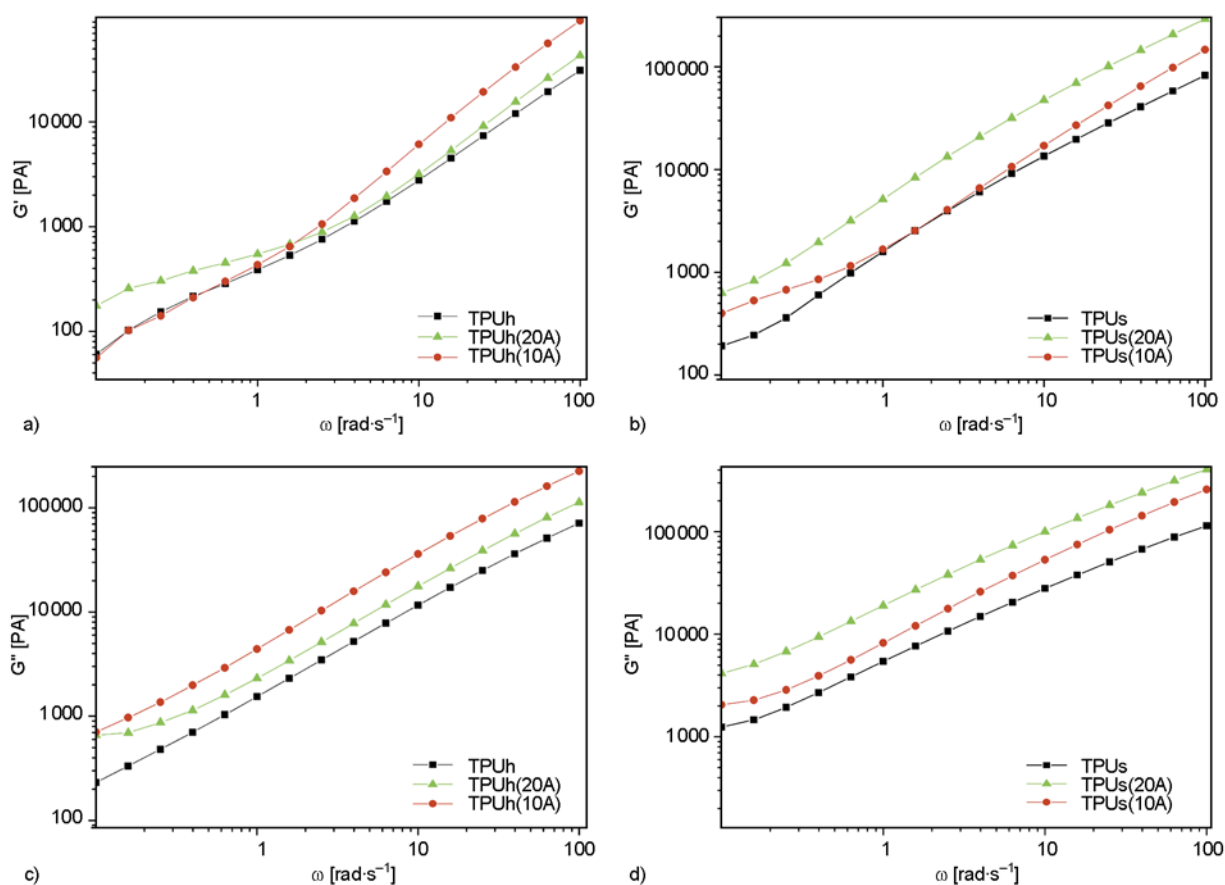 10000
1000
100
G' [PA]
TPUh
TPUh(20A)
TPUh(10A)
1
10
100
a)
ω [rad·s⁻¹]
100000
10000
1000
100
G' [PA]
TPUs
TPUs(20A)
TPUs(10A)
1
10
100
b)
ω [rad·s⁻¹]
100000
10000
1000
100
G" [PA]
TPUh
TPUh(20A)
TPUh(10A)
1
10
100
c)
ω [rad·s⁻¹]
100000
10000
1000
G" [PA]
TPUs
TPUs(20A)
TPUs(10A)
1
10
100
d)
ω [rad·s⁻¹]